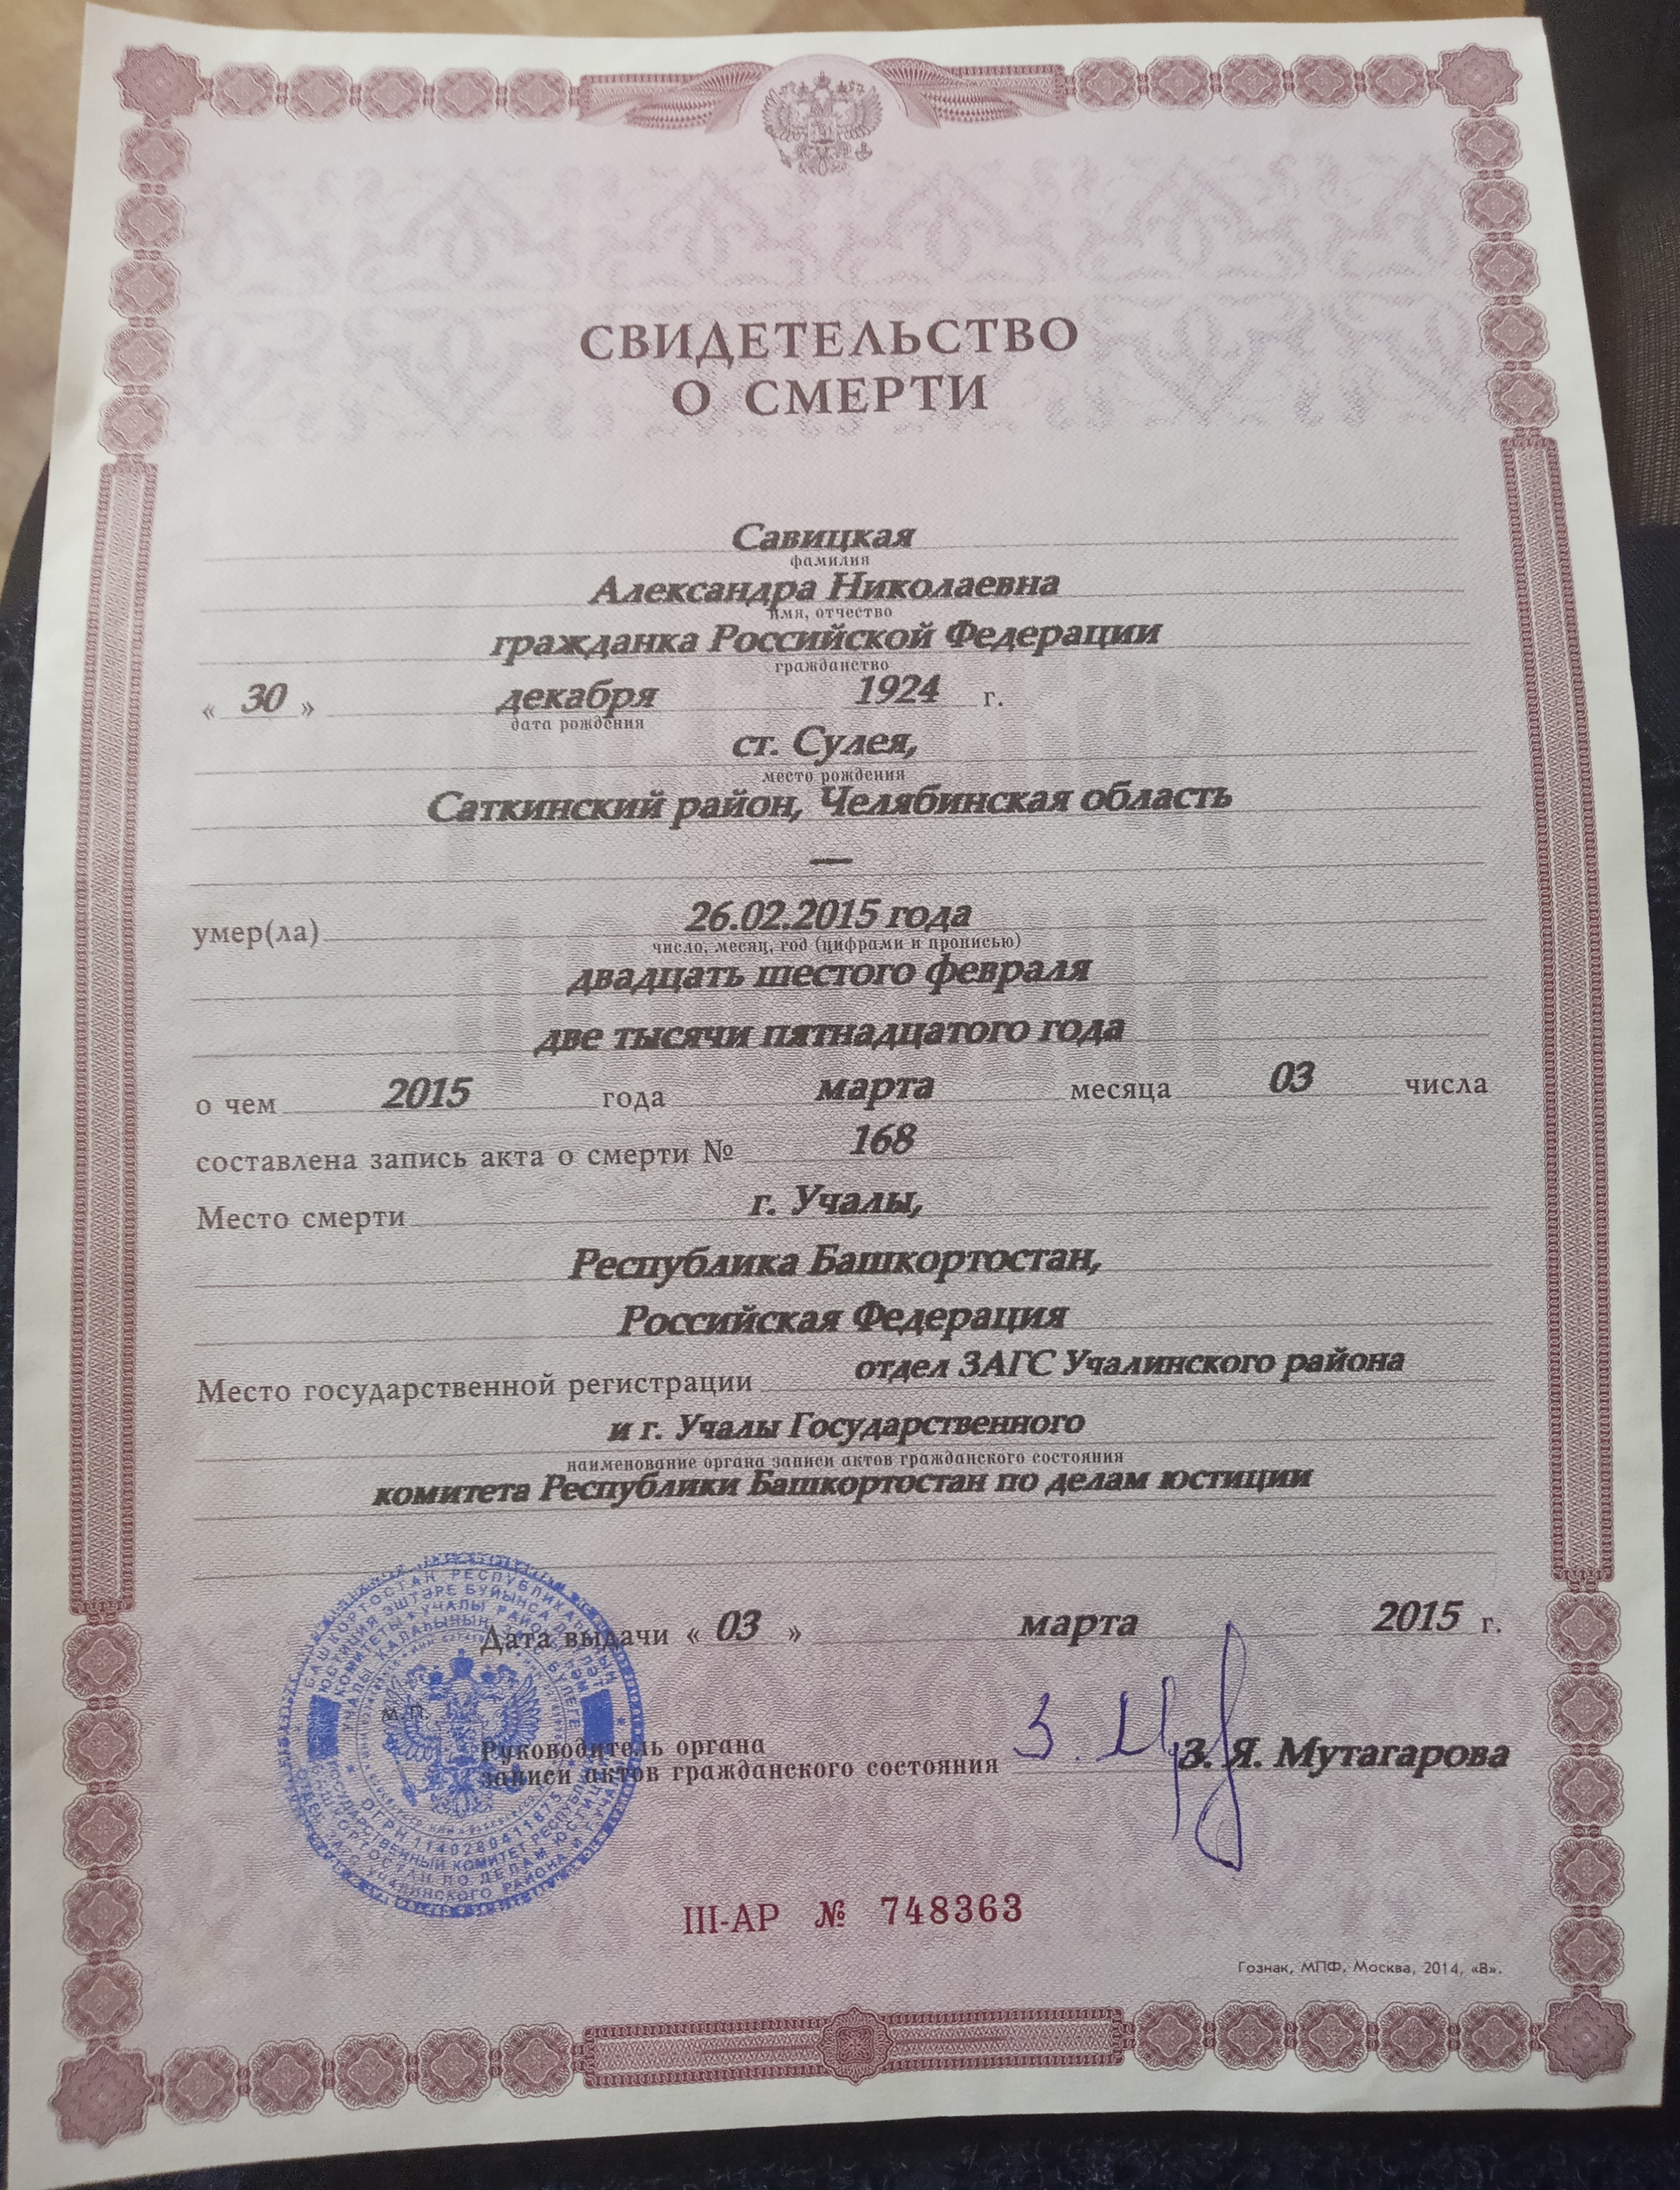 СВИДЕТЕЛЬСТВО
О СМЕРТИ
Савицкая
фамилия
Александра Николаевна
имя, отчество
гражданка Российской Федерации
гражданство
« 30 » декабря 1924 г.
дата рождения
ст. Сулея,
место рождения
Саткинский район, Челябинская область
—
умер(ла) 26.02.2015 года
число, месяц, год (цифрами и прописью)
двадцать шестого февраля
две тысячи пятнадцатого года
о чем 2015 года марта месяца 03 числа
составлена запись акта о смерти № 168
Место смерти г. Учалы,
Республика Башкортостан,
Российская Федерация
Место государственной регистрации отдел ЗАГС Учалинского района
и г. Учалы Государственного
наименование органа записи актов гражданского состояния
комитета Республики Башкортостан по делам юстиции
Дата выдачи « 03 » марта 2015 г.
М.П.
Руководитель органа
записи актов гражданского состояния З. Я. Мутагарова
III-АР № 748363
Гознак, МПФ, Москва, 2014, «В».